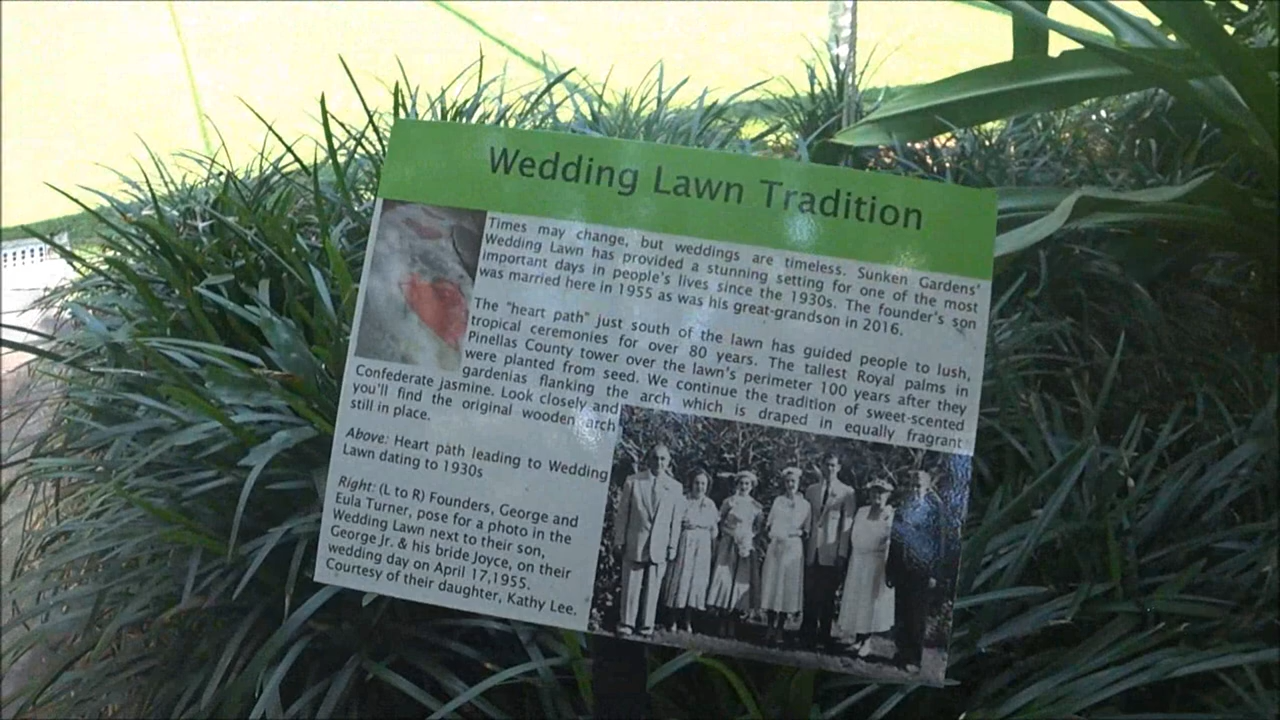 Wedding Lawn Tradition
Times may change, but weddings are timeless. Sunken Gardens'
Wedding Lawn has provided a stunning setting for one of the most
important days in people's lives since the 1930s. The founder's son
was married here in 1955 as was his great-grandson in 2016.
The "heart path" just south of the lawn has guided people to lush,
tropical ceremonies for over 80 years. The tallest Royal palms in
Pinellas County tower over the lawn's perimeter 100 years after they
were planted from seed. We continue the tradition of sweet-scented
gardenias flanking the arch which is draped in equally fragrant
Confederate jasmine. Look closely and
you'll find the original wooden arch
still in place.
Above: Heart path leading to Wedding
Lawn dating to 1930s
Right: (L to R) Founders, George and
Eula Turner, pose for a photo in the
Wedding Lawn next to their son,
George Jr. & his bride Joyce, on their
wedding day on April 17,1955.
Courtesy of their daughter, Kathy Lee.